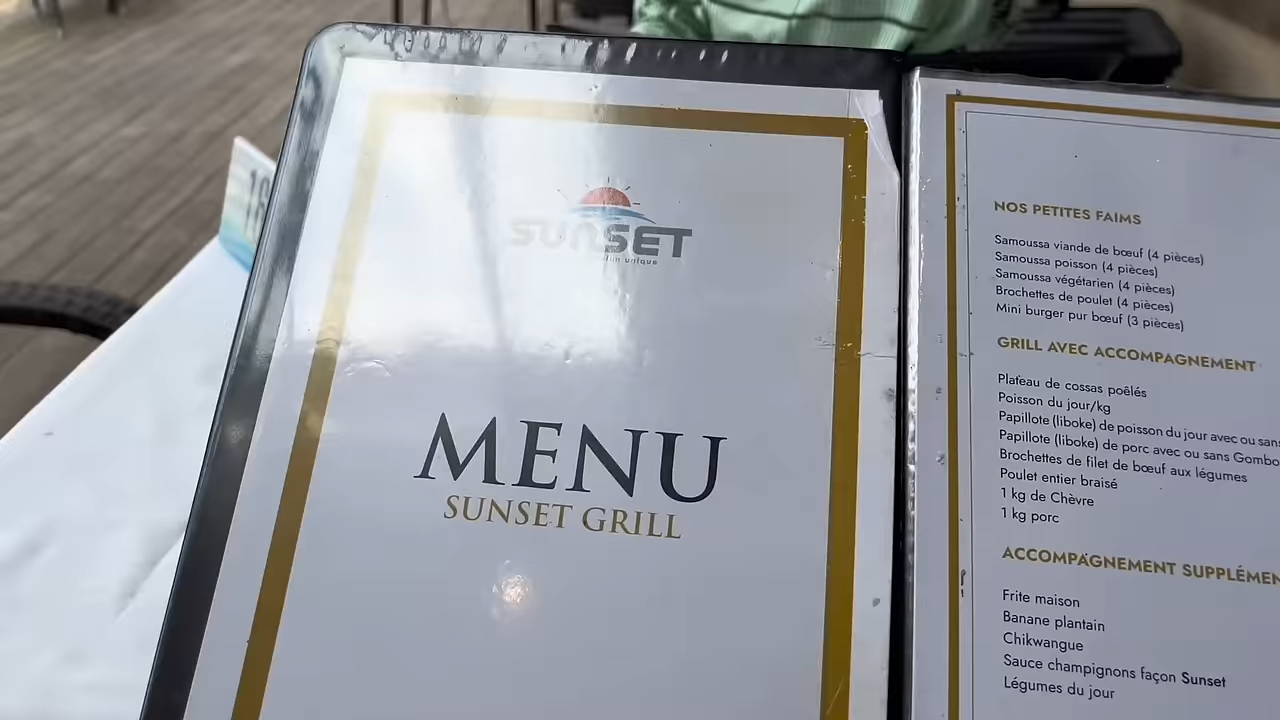 SUNSET
unique
MENU
SUNSET GRILL
NOS PETITES FAIMS
Samoussa viande de bœuf (4 pièces)
Samoussa poisson (4 pièces)
Samoussa végétarien (4 pièces)
Brochettes de poulet (4 pièces)
Mini burger pur bœuf (3 pièces)
GRILL AVEC ACCOMPAGNEMENT
Plateau de cossas poêlés
Poisson du jour/kg
Papillote (liboke) de poisson du jour avec ou sans
Papillote (liboke) de porc avec ou sans Gombo
Brochettes de filet de bœuf aux légumes
Poulet entier braisé
1 kg de Chèvre
1 kg porc
ACCOMPAGNEMENT SUPPLÉMEN
Frite maison
Banane plantain
Chikwangue
Sauce champignons façon Sunset
Légumes du jour